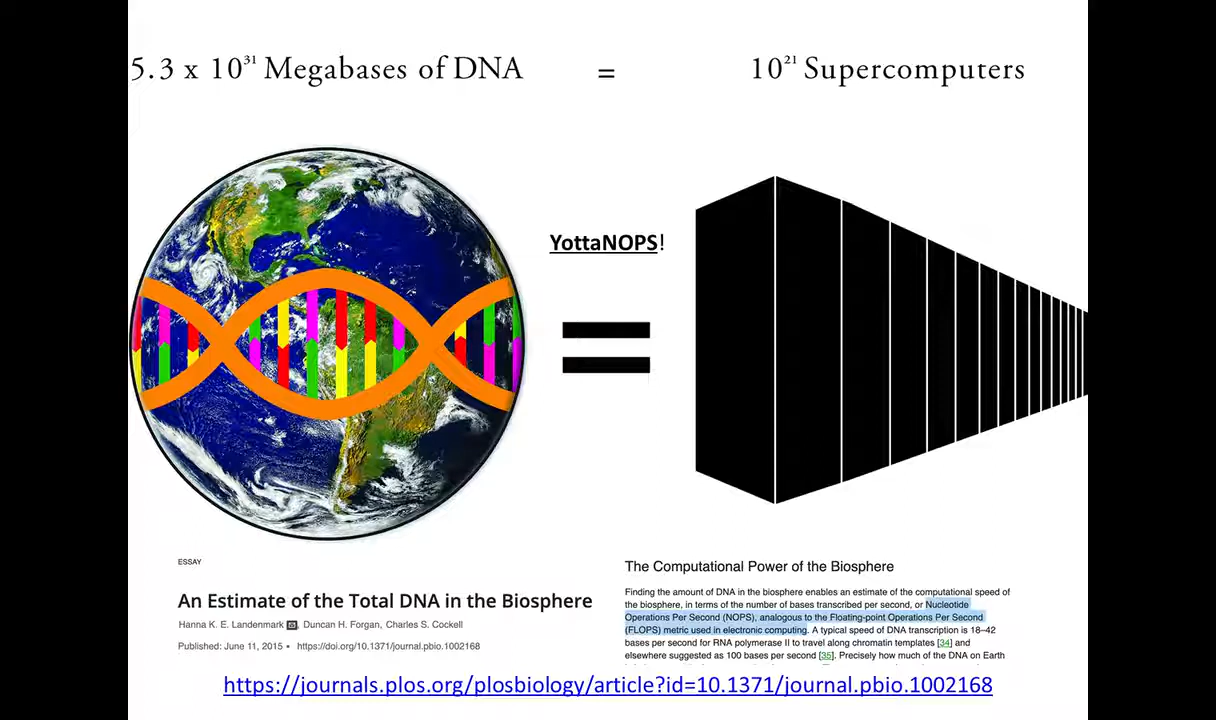 5.3 x 10³¹ Megabases of DNA = 10²¹ Supercomputers
YottaNOPS!
ESSAY
An Estimate of the Total DNA in the Biosphere
Hanna K. E. Landenmark, Duncan H. Forgan, Charles S. Cockell
Published: June 11, 2015 • https://doi.org/10.1371/journal.pbio.1002168
The Computational Power of the Biosphere
Finding the amount of DNA in the biosphere enables an estimate of the computational speed of
the biosphere, in terms of the number of bases transcribed per second, or Nucleotide
Operations Per Second (NOPS), analogous to the Floating-point Operations Per Second
(FLOPS) metric used in electronic computing. A typical speed of DNA transcription is 18–42
bases per second for RNA polymerase II to travel along chromatin templates [34] and
elsewhere suggested as 100 bases per second [35]. Precisely how much of the DNA on Earth
https://journals.plos.org/plosbiology/article?id=10.1371/journal.pbio.1002168